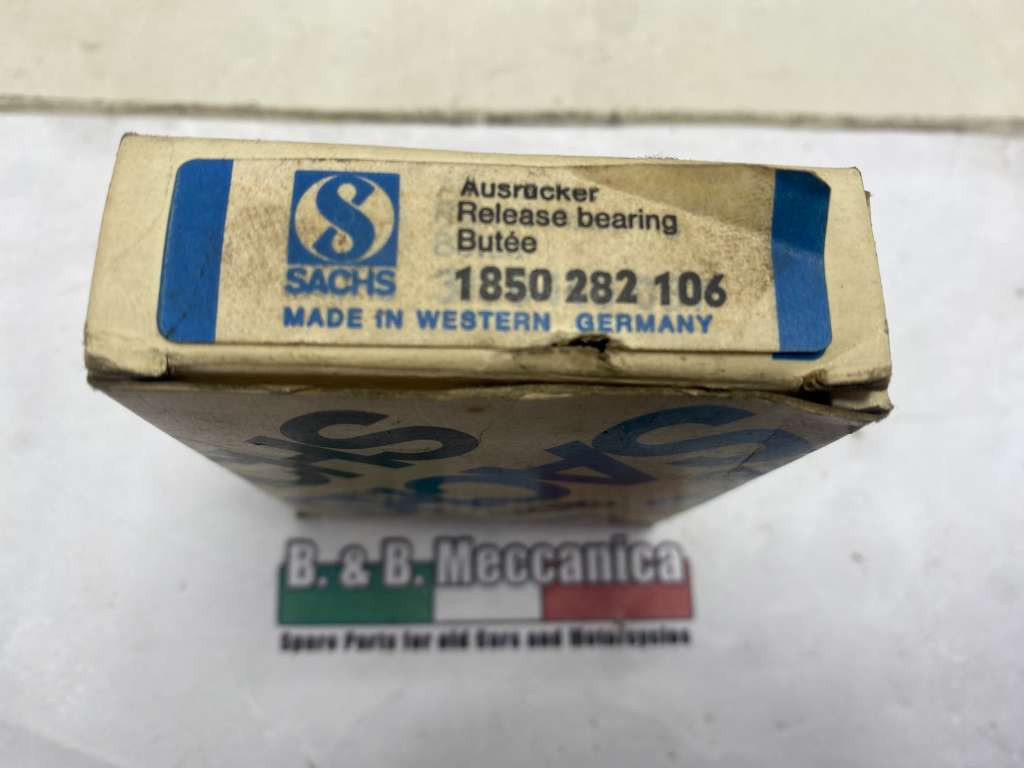 Ausrücker
Release bearing
Butée
SACHS
1850 282 106
MADE IN WESTERN GERMANY
SACHS
B. & B. Meccanica
Spare Parts for old Cars and Motorcycles